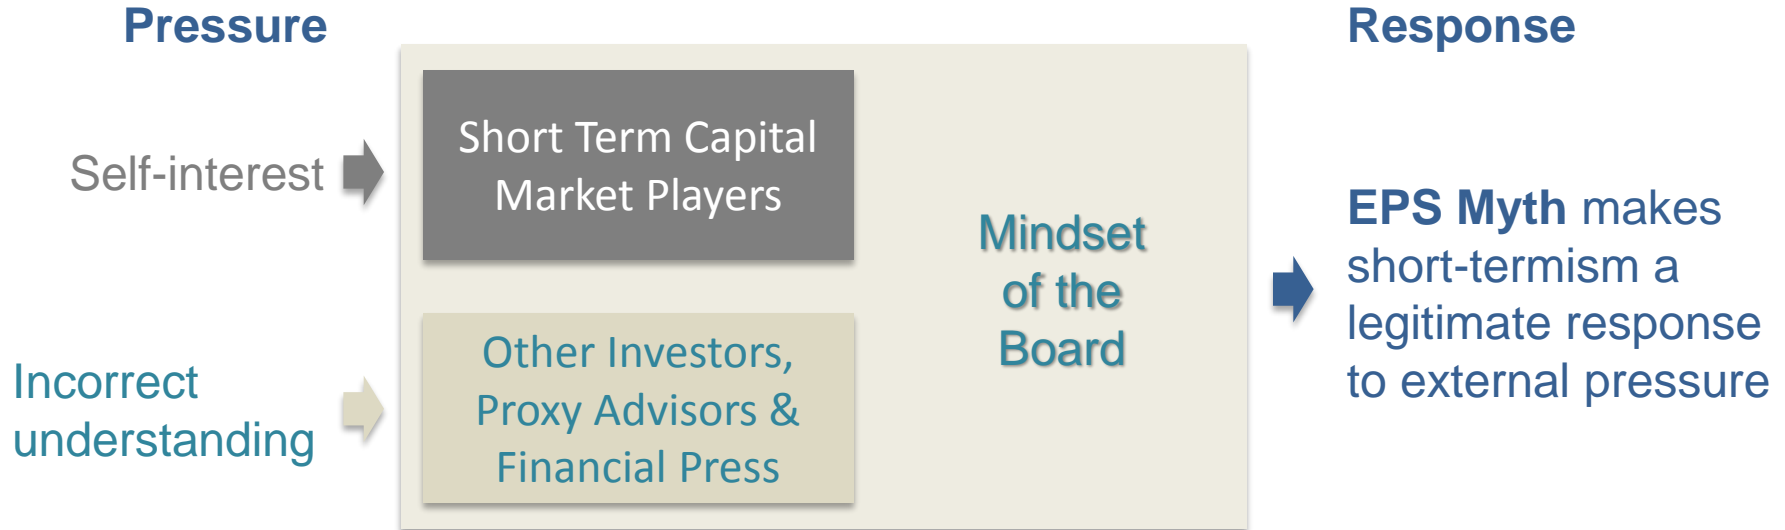 Pressure
Response
Self-interest
Short Term Capital
Market Players
Incorrect
understanding
Other Investors,
Proxy Advisors &
Financial Press
Mindset
of the
Board
EPS Myth makes
short-termism a
legitimate response
to external pressure